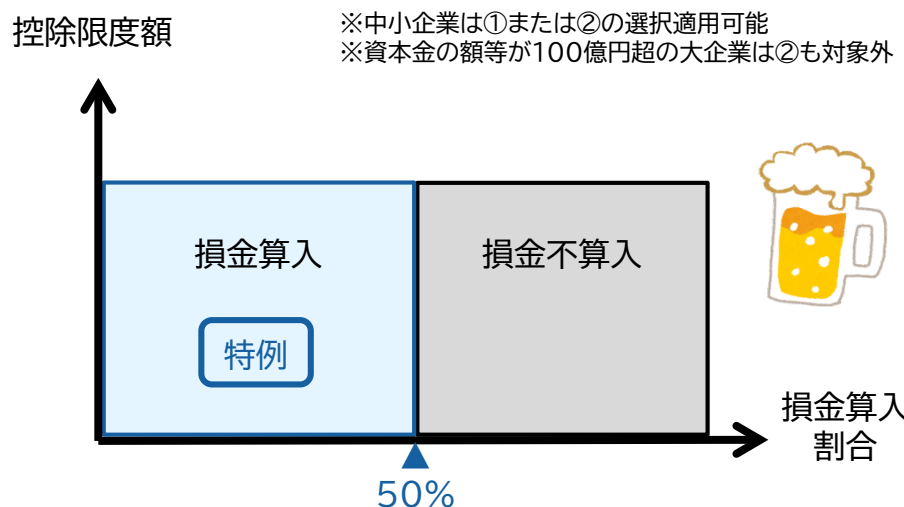 控除限度額
※中小企業は①または②の選択適用可能
※資本金の額等が100億円超の大企業は②も対象外
損金算入
損金不算入
特例
損金算入
割合
50%